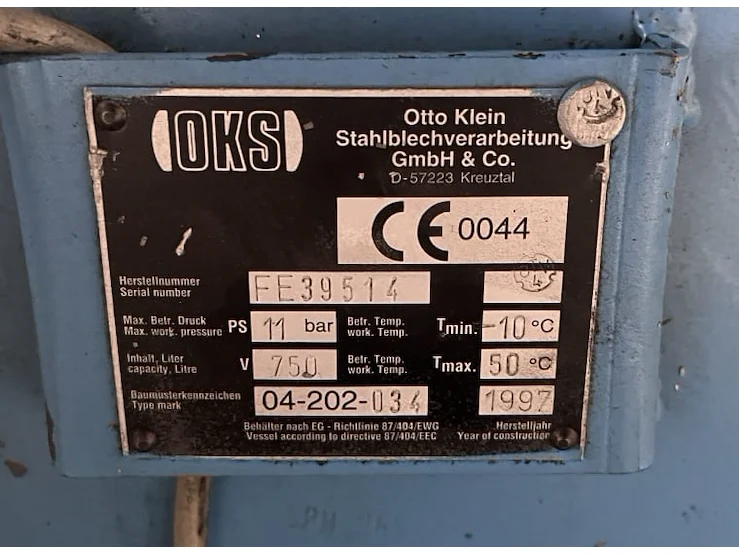 OKS
Otto Klein
Stahlblechverarbeitung
GmbH & Co.
D-57223 Kreuztal
CE 0044
Herstellnummer
Serial number
FE39514
Max. Betr. Druck
Max. work. pressure
PS
11 bar
Betr. Temp.
work. Temp.
Tmin. -10 °C
Inhalt, Liter
capacity, Litre
V
750
Betr. Temp.
work. Temp.
Tmax. 50 °C
Baumusterkennzeichen
Type mark
04-202-034
1997
Behälter nach EG - Richtlinie 87/404/EWG
Vessel according to directive 87/404/EEC
Herstelljahr
Year of construction